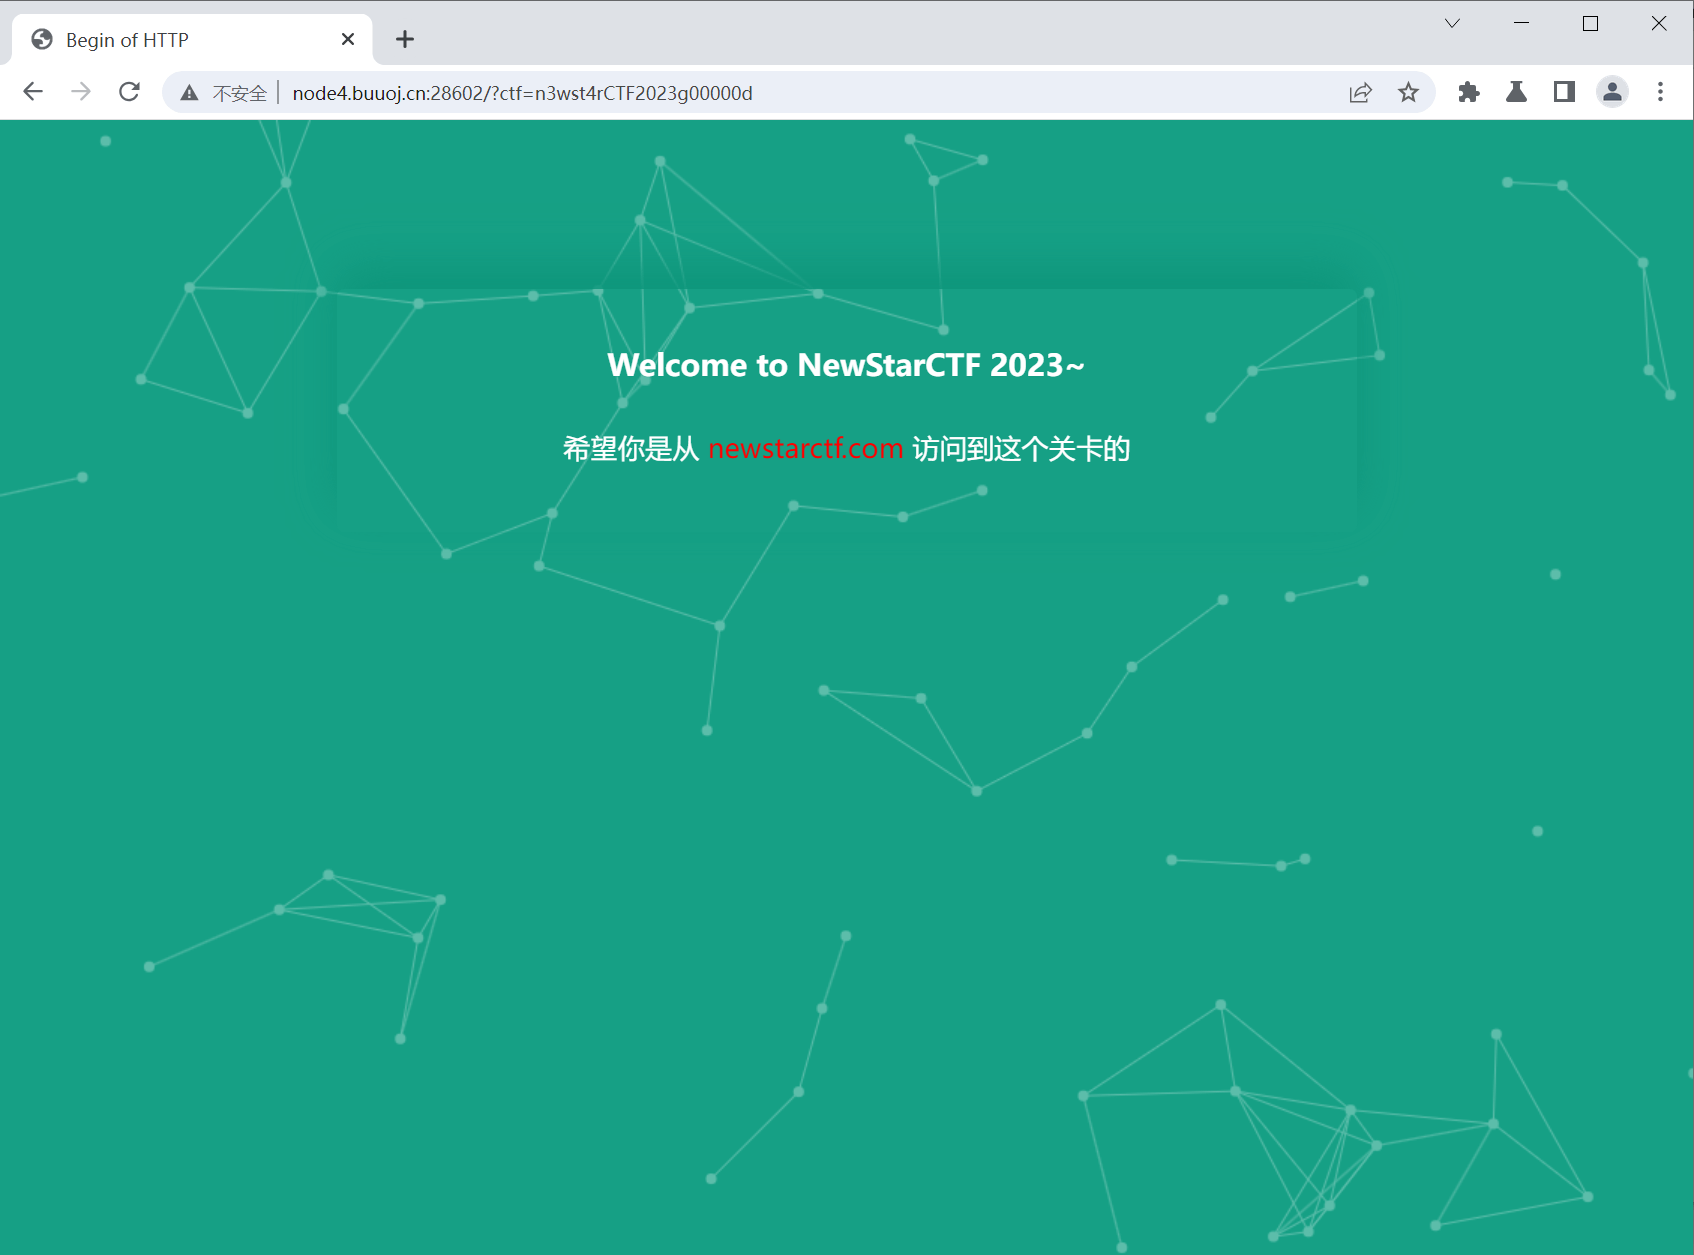 Begin of HTTP
不安全 node4.buuoj.cn:28602/?ctf=n3wst4rCTF2023g00000d
Welcome to NewStarCTF 2023~
希望你是从 newstarctf.com 访问到这个关卡的